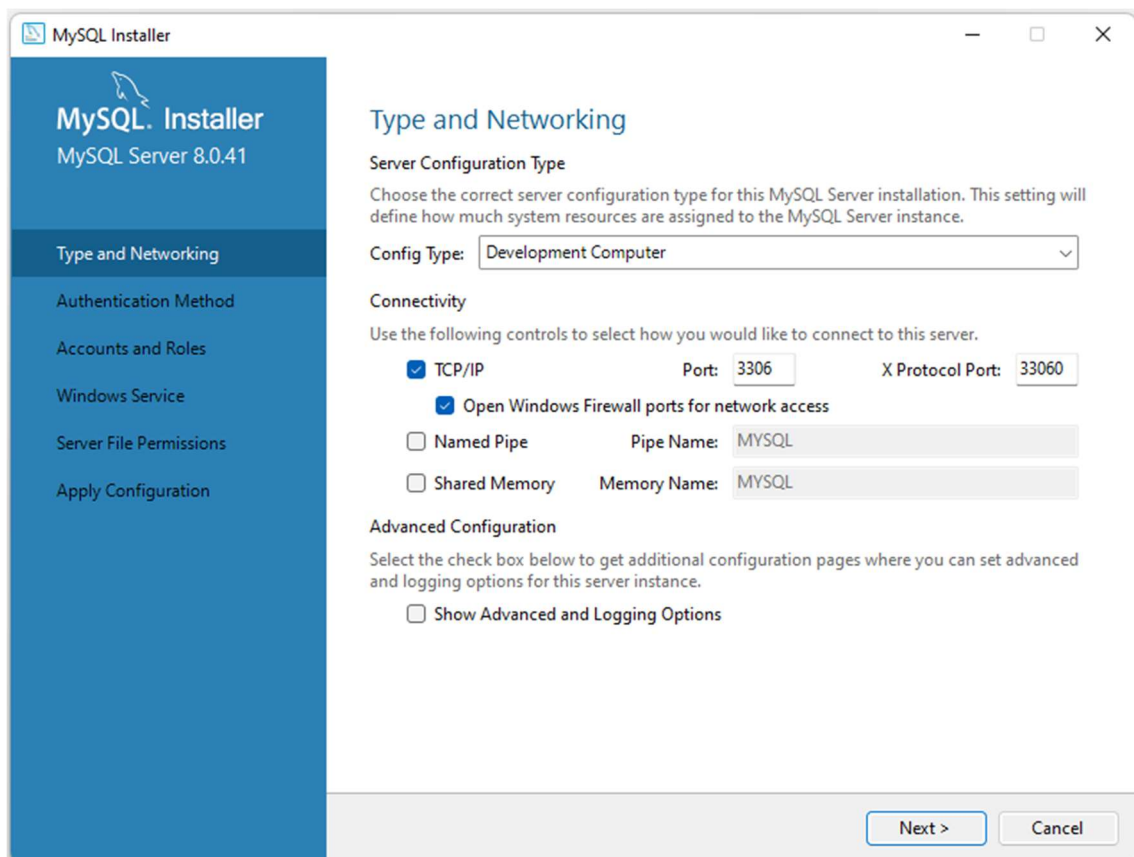 MySQL Installer
MySQL. Installer
MySQL Server 8.0.41
Type and Networking
Authentication Method
Accounts and Roles
Windows Service
Server File Permissions
Apply Configuration
Type and Networking
Server Configuration Type
Choose the correct server configuration type for this MySQL Server installation. This setting will
define how much system resources are assigned to the MySQL Server instance.
Config Type: Development Computer
Connectivity
Use the following controls to select how you would like to connect to this server.
TCP/IP Port: 3306 X Protocol Port: 33060
Open Windows Firewall ports for network access
Named Pipe Pipe Name: MYSQL
Shared Memory Memory Name: MYSQL
Advanced Configuration
Select the check box below to get additional configuration pages where you can set advanced
and logging options for this server instance.
Show Advanced and Logging Options
Next > Cancel